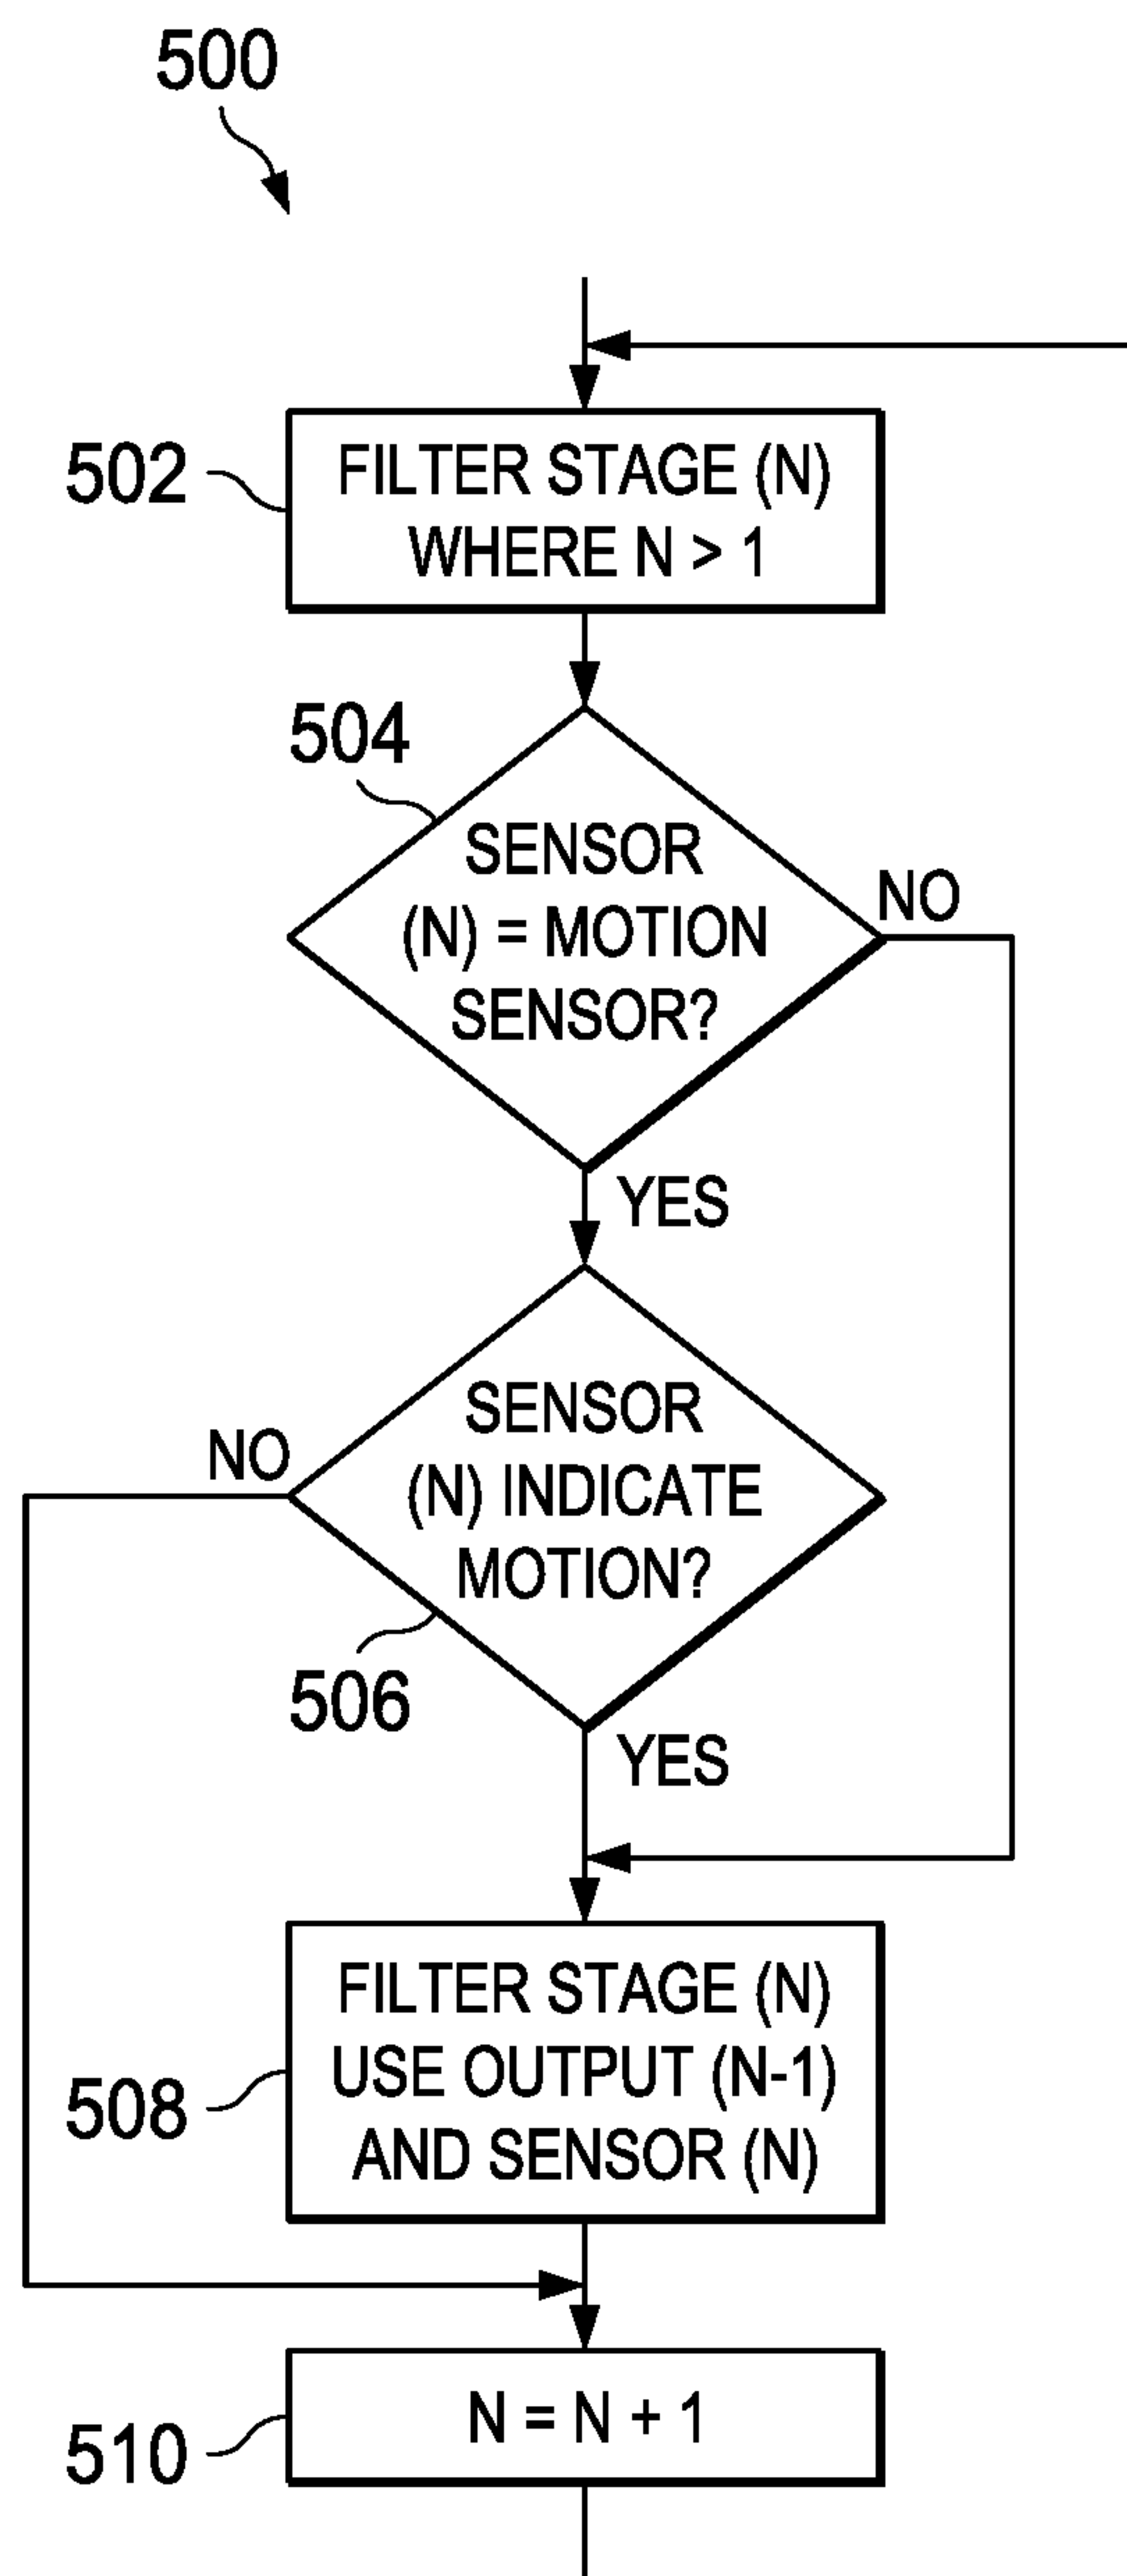 500
502
FILTER STAGE (N)
WHERE N > 1
504
SENSOR
(N) = MOTION
SENSOR?
NO
YES
SENSOR
(N) INDICATE
MOTION?
NO
506
YES
508
FILTER STAGE (N)
USE OUTPUT (N-1)
AND SENSOR (N)
510
N = N + 1